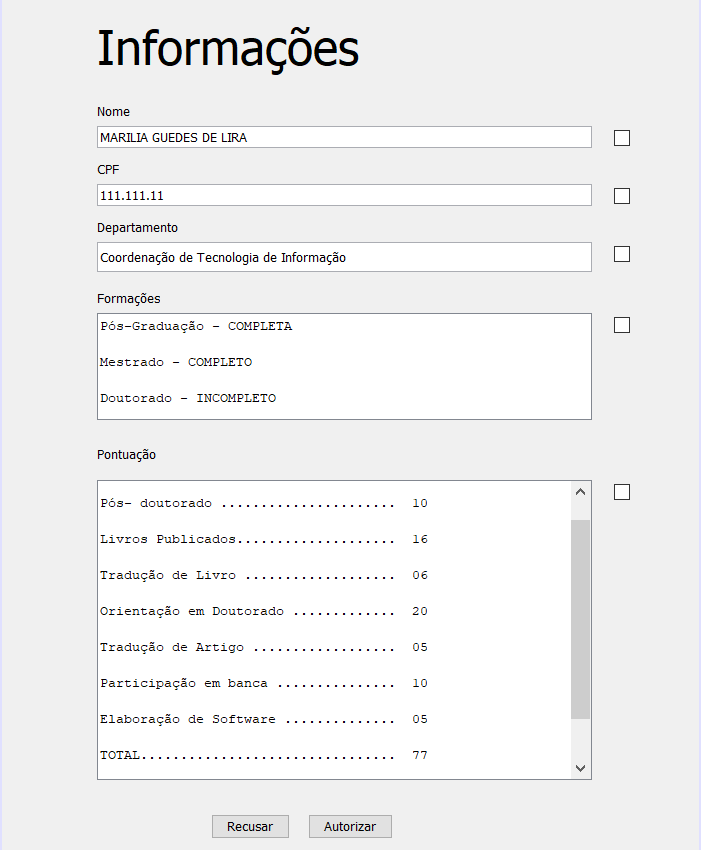 Informações
Nome
MARILIA GUEDES DE LIRA
CPF
111.111.11
Departamento
Coordenação de Tecnologia de Informação
Formações
Pós-Graduação - COMPLETA
Mestrado - COMPLETO
Doutorado - INCOMPLETO
Pontuação
Pós- doutorado ...................... 10
Livros Publicados.................... 16
Tradução de Livro ................... 06
Orientação em Doutorado ............. 20
Tradução de Artigo .................. 05
Participação em banca ............... 10
Elaboração de Software .............. 05
TOTAL................................ 77
Recusar Autorizar